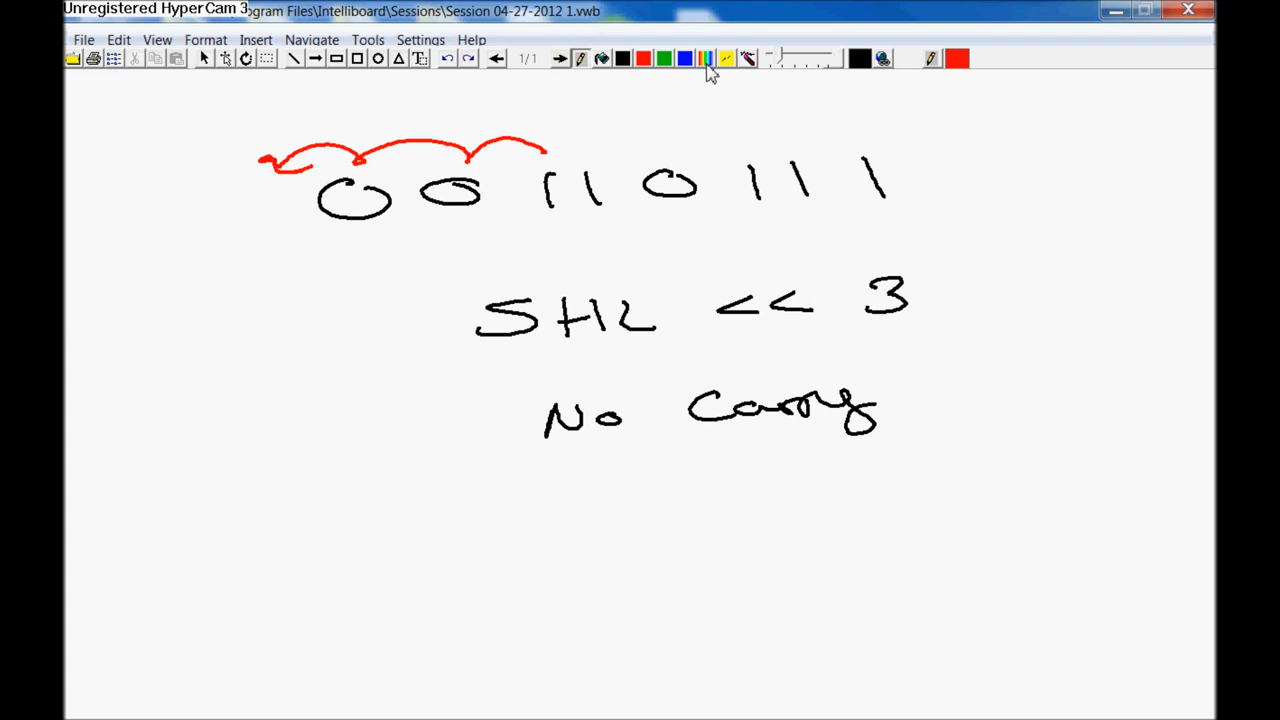 Unregistered HyperCam 3
ogram Files\Intelliboard\Sessions\Session 04-27-2012 1.vwb
File Edit View Format Insert Navigate Tools Settings Help
1/1
0 0 1 1 0 1 1 1
SHL << 3
No Carry